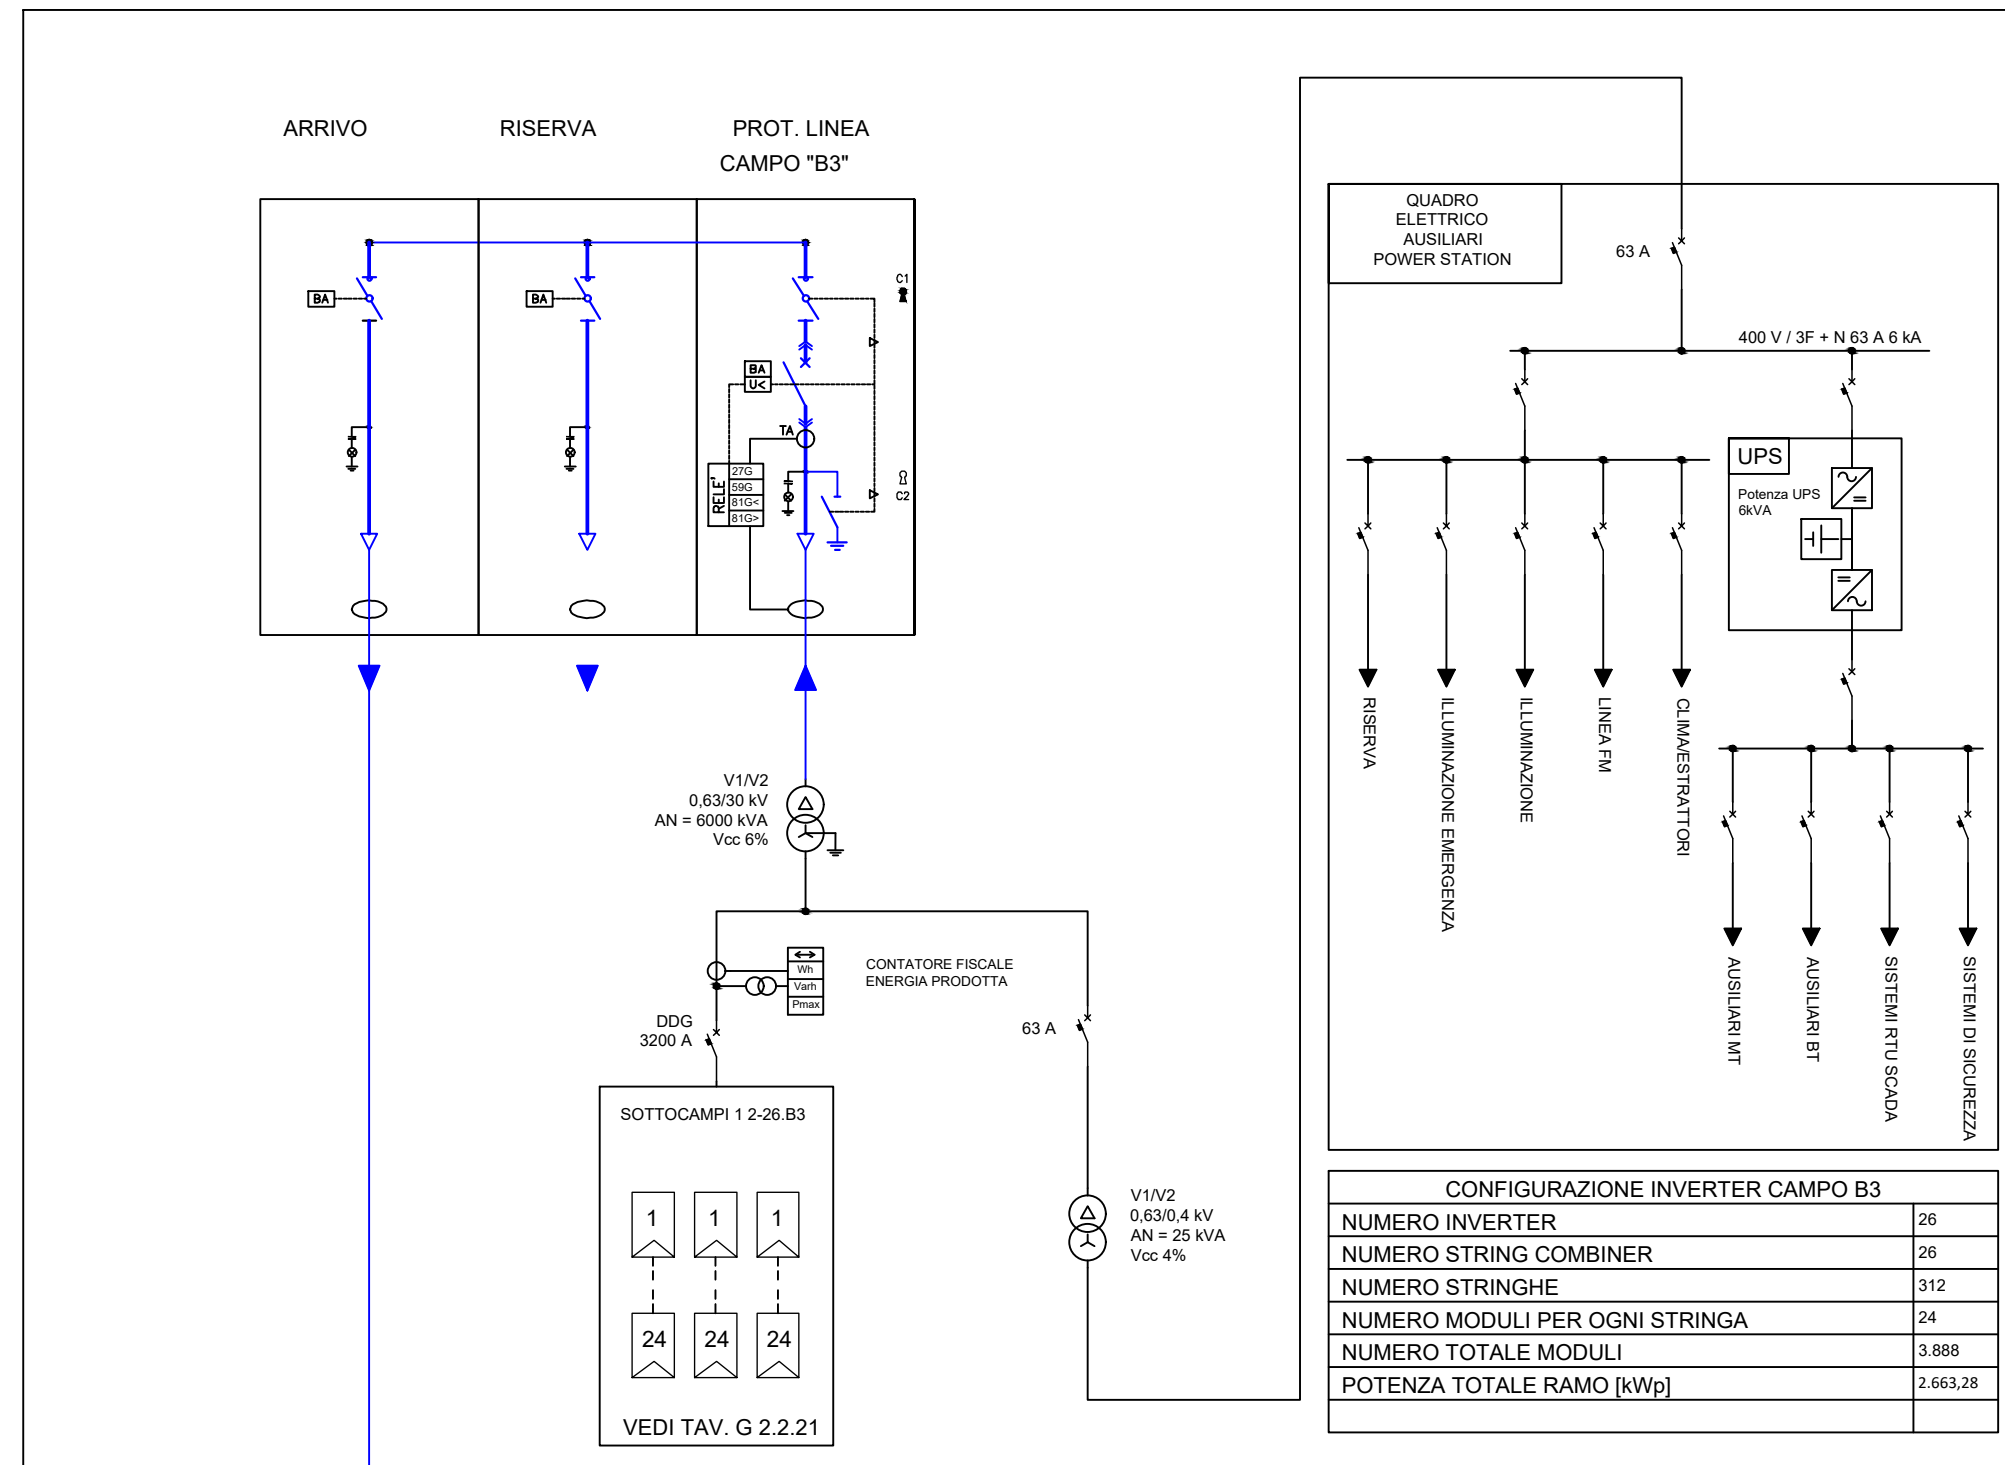 ARRIVO
RISERVA
PROT. LINEA
CAMPO "B3"
BA
BA
C1
BA
U<
TA
RELE'
27G
59G
81G<
81G>
C2
V1/V2
0,63/30 kV
AN = 6000 kVA
Vcc 6%
Wh
Varh
Pmax
CONTATORE FISCALE
ENERGIA PRODOTTA
DDG
3200 A
63 A
SOTTOCAMPI 1 2-26.B3
1
1
1
24
24
24
VEDI TAV. G 2.2.21
V1/V2
0,63/0,4 kV
AN = 25 kVA
Vcc 4%
QUADRO
ELETTRICO
AUSILIARI
POWER STATION
63 A
400 V / 3F + N 63 A 6 kA
UPS
Potenza UPS
6kVA
RISERVA
ILLUMINAZIONE EMERGENZA
ILLUMINAZIONE
LINEA FM
CLIMA/ESTRATTORI
AUSILIARI MT
AUSILIARI BT
SISTEMI RTU SCADA
SISTEMI DI SICUREZZA
CONFIGURAZIONE INVERTER CAMPO B3
NUMERO INVERTER 26
NUMERO STRING COMBINER 26
NUMERO STRINGHE 312
NUMERO MODULI PER OGNI STRINGA 24
NUMERO TOTALE MODULI 3.888
POTENZA TOTALE RAMO [kWp] 2.663,28